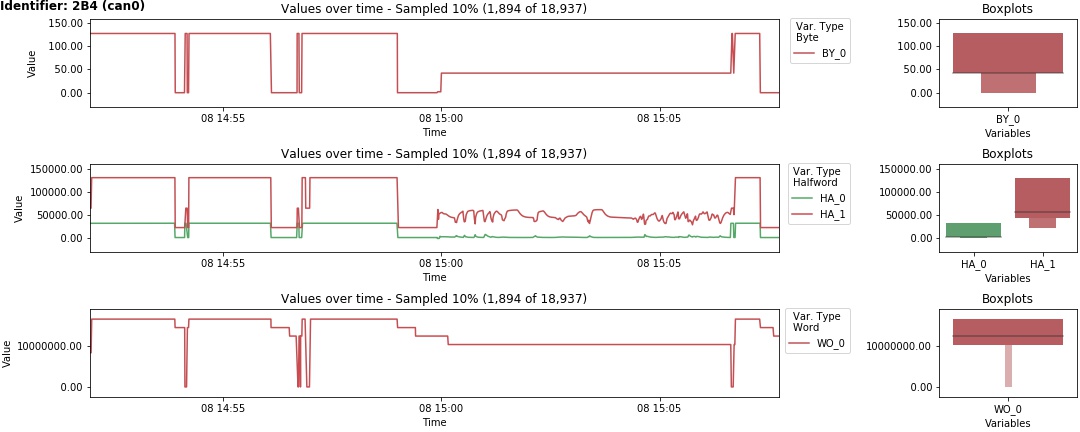 Identifier: 2B4 (can0)
Values over time - Sampled 10% (1,894 of 18,937)
Boxplots
150.00
100.00
50.00
0.00
Value
08 14:55
08 15:00
08 15:05
Time
Var. Type
Byte
BY_0
150.00
100.00
50.00
0.00
BY_0
Variables
Values over time - Sampled 10% (1,894 of 18,937)
Boxplots
150000.00
100000.00
50000.00
0.00
Value
08 14:55
08 15:00
08 15:05
Time
Var. Type
Halfword
HA_0
HA_1
150000.00
100000.00
50000.00
0.00
HA_0
HA_1
Variables
Values over time - Sampled 10% (1,894 of 18,937)
Boxplots
10000000.00
0.00
Value
08 14:55
08 15:00
08 15:05
Time
Var. Type
Word
WO_0
10000000.00
0.00
WO_0
Variables